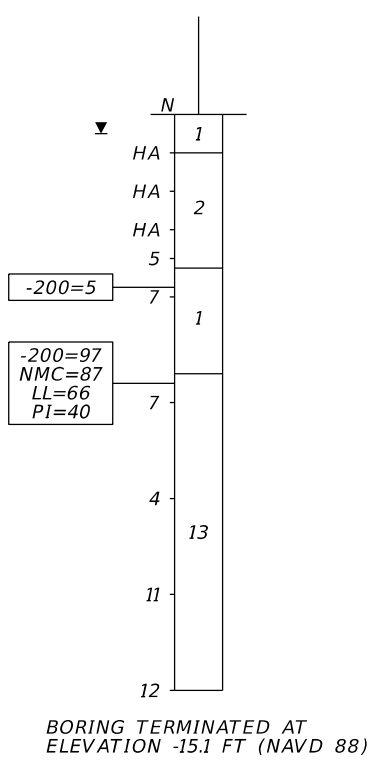 N
1
HA
HA
2
HA
5
-200=5
7
1
-200=97
NMC=87
LL=66
PI=40
7
4
13
11
12
BORING TERMINATED AT
ELEVATION -15.1 FT (NAVD 88)